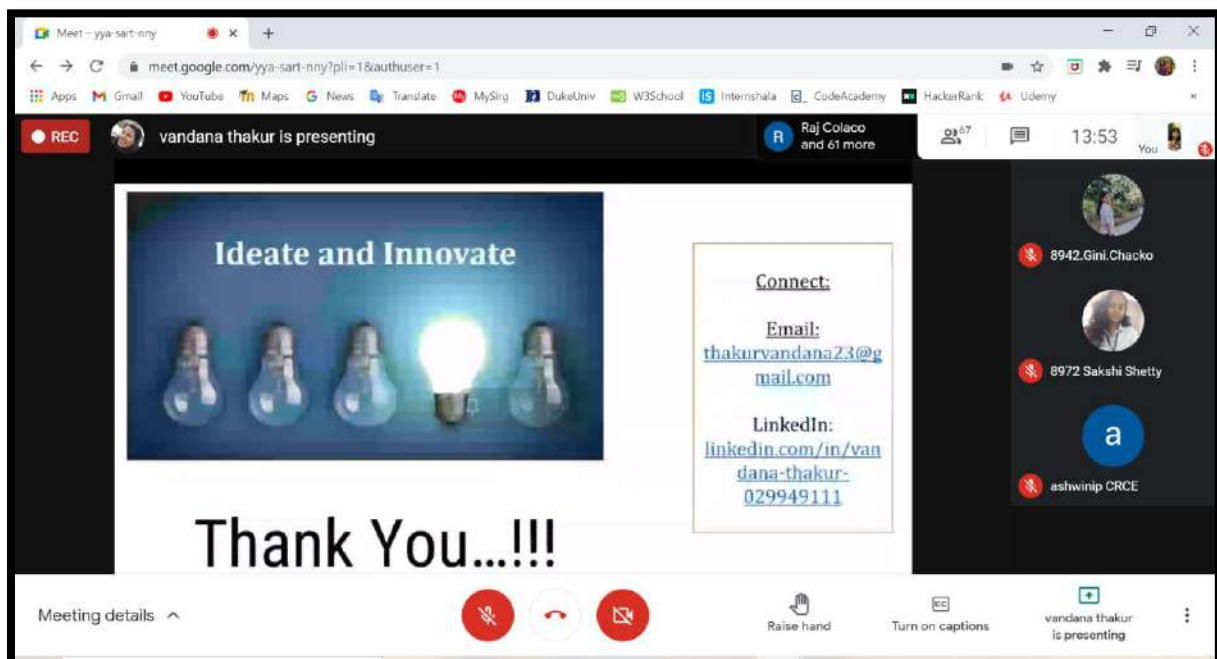 Meet – yya-sart-nny
meet.google.com/yya-sart-nny?pli=1&authuser=1
Apps Gmail YouTube Maps News Translate MySirg DukeUniv W3School Internshala CodeAcademy HackerRank Udemy »
REC vandana thakur is presenting
R Raj Colaco
and 61 more
67
13:53
You
Ideate and Innovate
Connect:
Email:
thakurvandana23@g
mail.com
LinkedIn:
linkedin.com/in/van
dana-thakur-
029949111
Thank You...!!!
8942.Gini.Chacko
8972 Sakshi Shetty
a
ashwinip CRCE
Meeting details
Raise hand
CC
Turn on captions
vandana thakur
is presenting